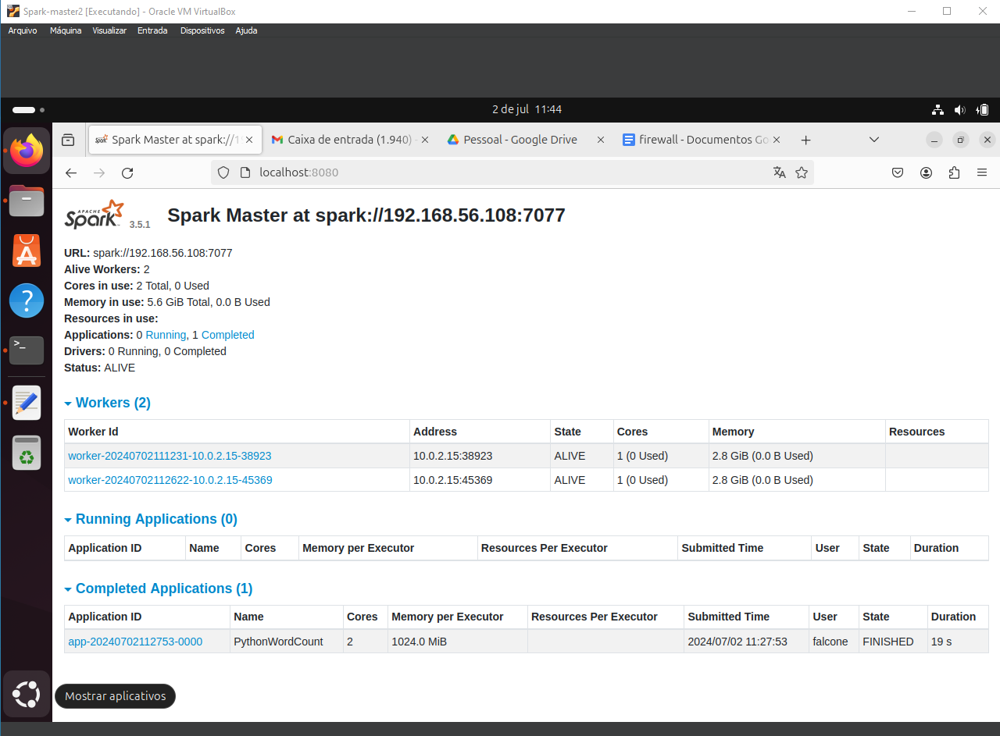 Spark-master2 [Executando] - Oracle VM VirtualBox
Arquivo Máquina Visualizar Entrada Dispositivos Ajuda
2 de jul 11:44
Spark Master at spark://1 Caixa de entrada (1.940) - Pessoal - Google Drive firewall - Documentos Go
localhost:8080
APACHE Spark 3.5.1 Spark Master at spark://192.168.56.108:7077
URL: spark://192.168.56.108:7077
Alive Workers: 2
Cores in use: 2 Total, 0 Used
Memory in use: 5.6 GiB Total, 0.0 B Used
Resources in use:
Applications: 0 Running, 1 Completed
Drivers: 0 Running, 0 Completed
Status: ALIVE
Workers (2)
Worker Id Address State Cores Memory Resources
worker-20240702111231-10.0.2.15-38923 10.0.2.15:38923 ALIVE 1 (0 Used) 2.8 GiB (0.0 B Used)
worker-20240702112622-10.0.2.15-45369 10.0.2.15:45369 ALIVE 1 (0 Used) 2.8 GiB (0.0 B Used)
Running Applications (0)
Application ID Name Cores Memory per Executor Resources Per Executor Submitted Time User State Duration
Completed Applications (1)
Application ID Name Cores Memory per Executor Resources Per Executor Submitted Time User State Duration
app-20240702112753-0000 PythonWordCount 2 1024.0 MiB 2024/07/02 11:27:53 falcone FINISHED 19 s
Mostrar aplicativos